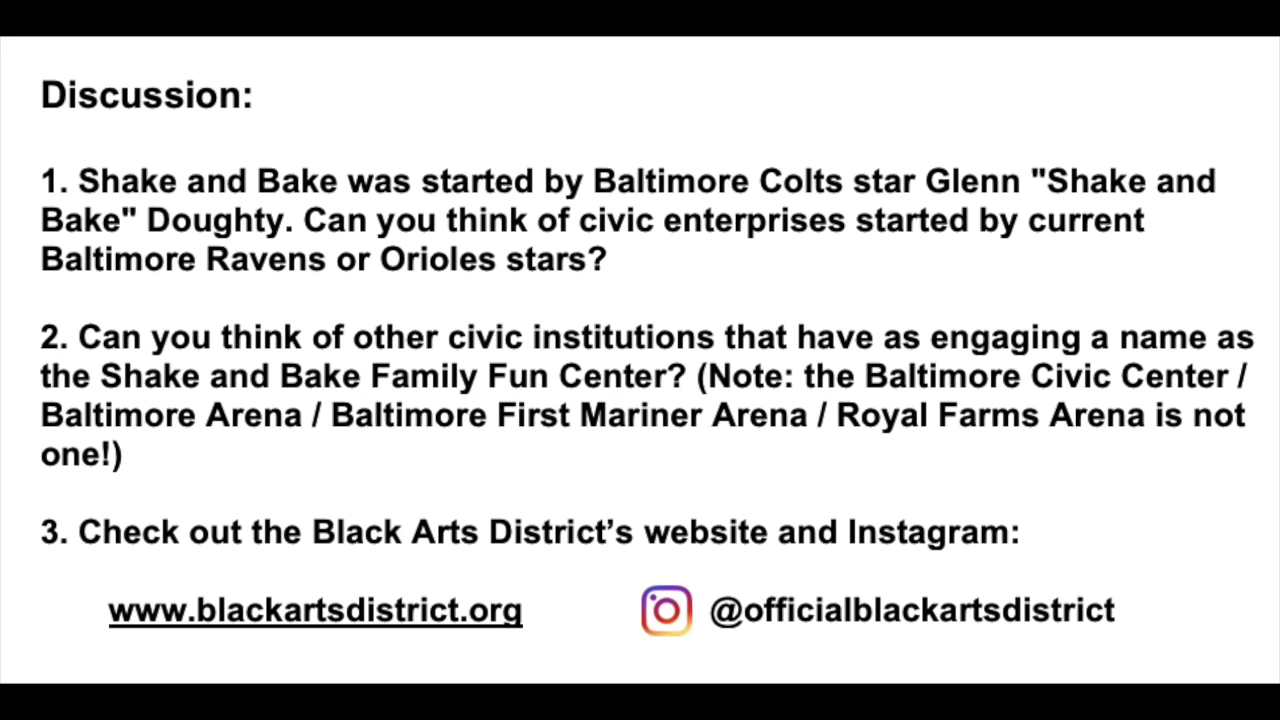 Discussion:
1. Shake and Bake was started by Baltimore Colts star Glenn "Shake and
Bake" Doughty. Can you think of civic enterprises started by current
Baltimore Ravens or Orioles stars?
2. Can you think of other civic institutions that have as engaging a name as
the Shake and Bake Family Fun Center? (Note: the Baltimore Civic Center /
Baltimore Arena / Baltimore First Mariner Arena / Royal Farms Arena is not
one!)
3. Check out the Black Arts District’s website and Instagram:
www.blackartsdistrict.org @officialblackartsdistrict